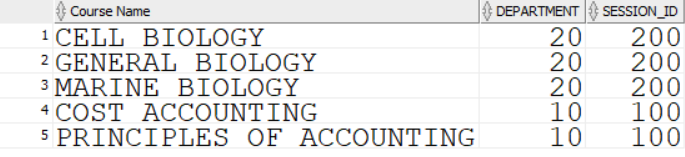 Course Name DEPARTMENT SESSION_ID
1 CELL BIOLOGY 20 200
2 GENERAL BIOLOGY 20 200
3 MARINE BIOLOGY 20 200
4 COST ACCOUNTING 10 100
5 PRINCIPLES OF ACCOUNTING 10 100